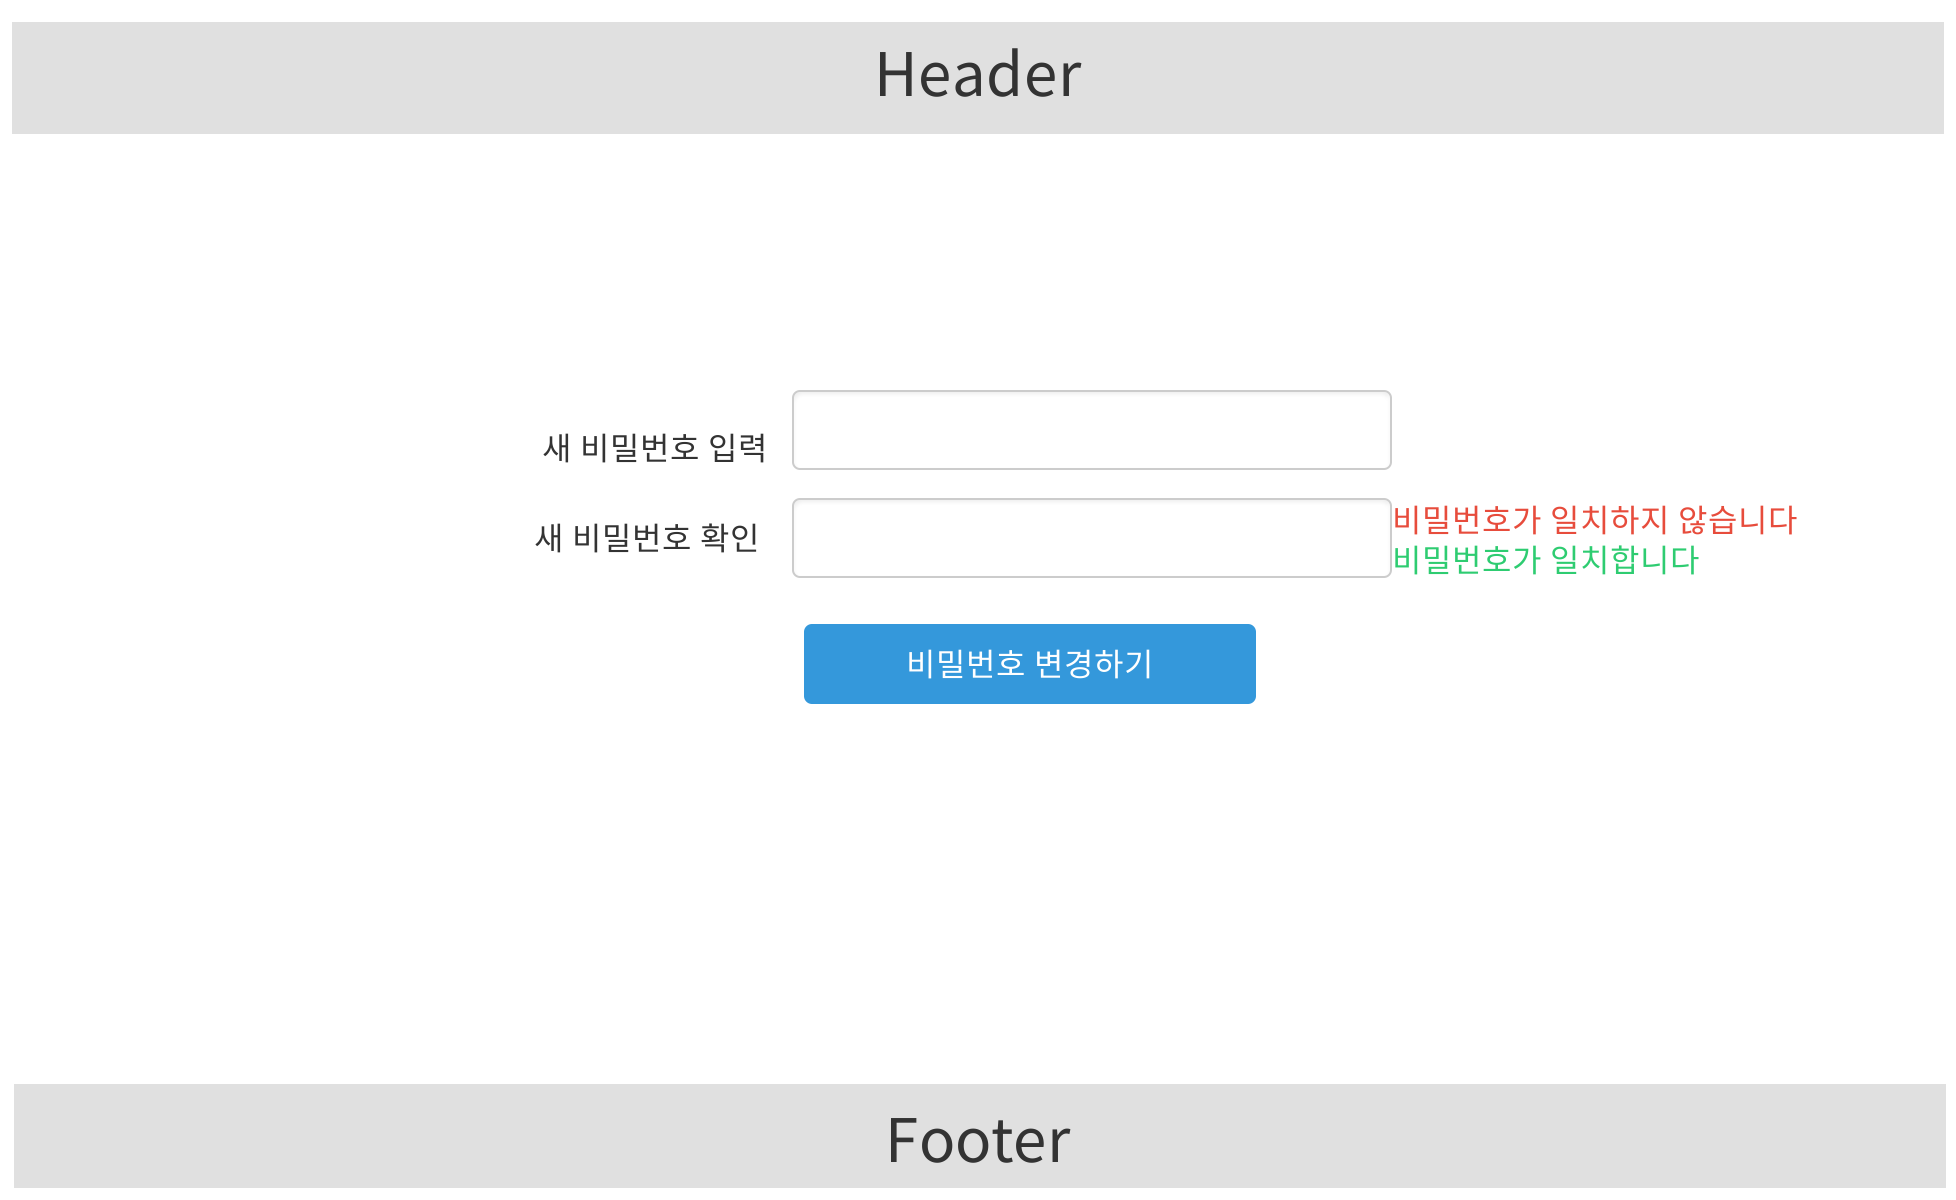 Header
새 비밀번호 입력
새 비밀번호 확인
비밀번호가 일치하지 않습니다
비밀번호가 일치합니다
비밀번호 변경하기
Footer